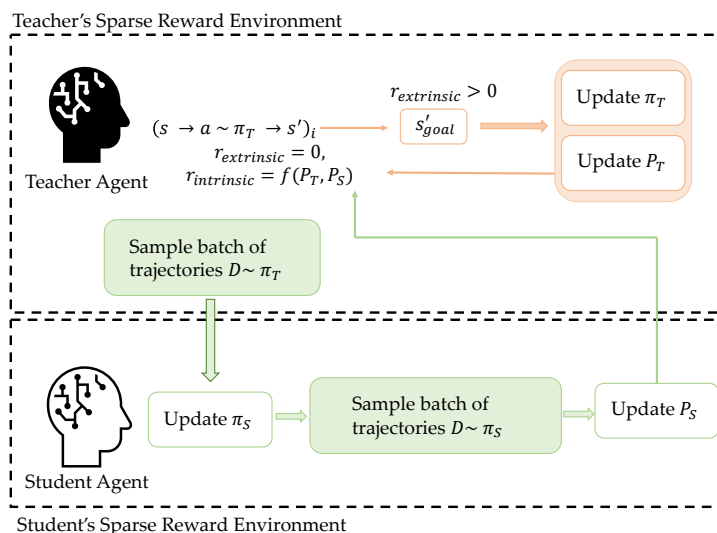 Teacher's Sparse Reward Environment
r_extrinsic > 0
Update π_T
(s → a ~ π_T → s')_i
s'_goal
r_extrinsic = 0,
Update P_T
Teacher Agent
r_intrinsic = f(P_T, P_S)
Sample batch of
trajectories D~ π_T
Update π_S
Sample batch of
trajectories D~ π_S
Update P_S
Student Agent
Student's Sparse Reward Environment